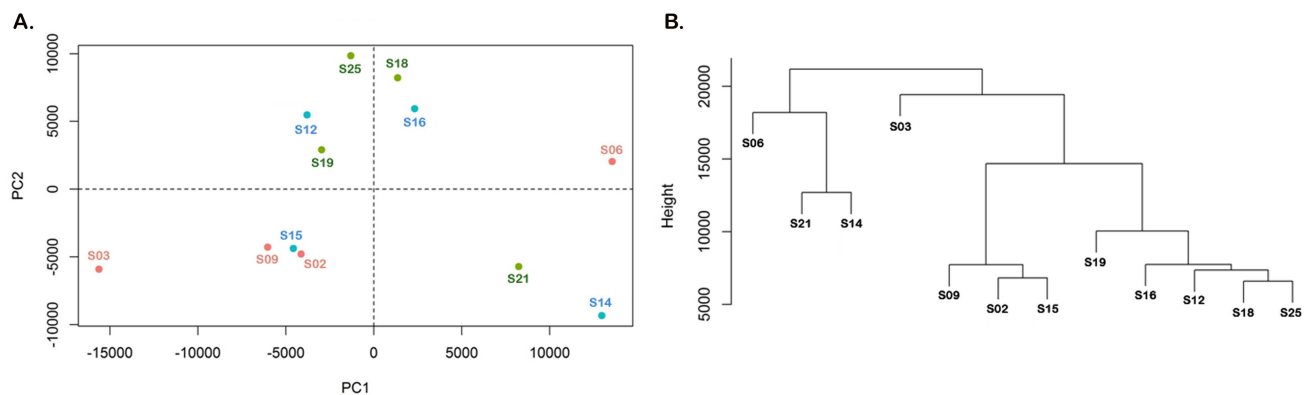 A.
10000
5000
0
-5000
-10000
PC2
S25
S18
S12
S16
S19
S06
S15
S03
S09
S02
S21
S14
-15000 -10000 -5000 0 5000 10000
PC1
B.
20000
15000
10000
5000
Height
S06
S03
S21 S14
S19
S09
S02 S15
S16
S12
S18 S25